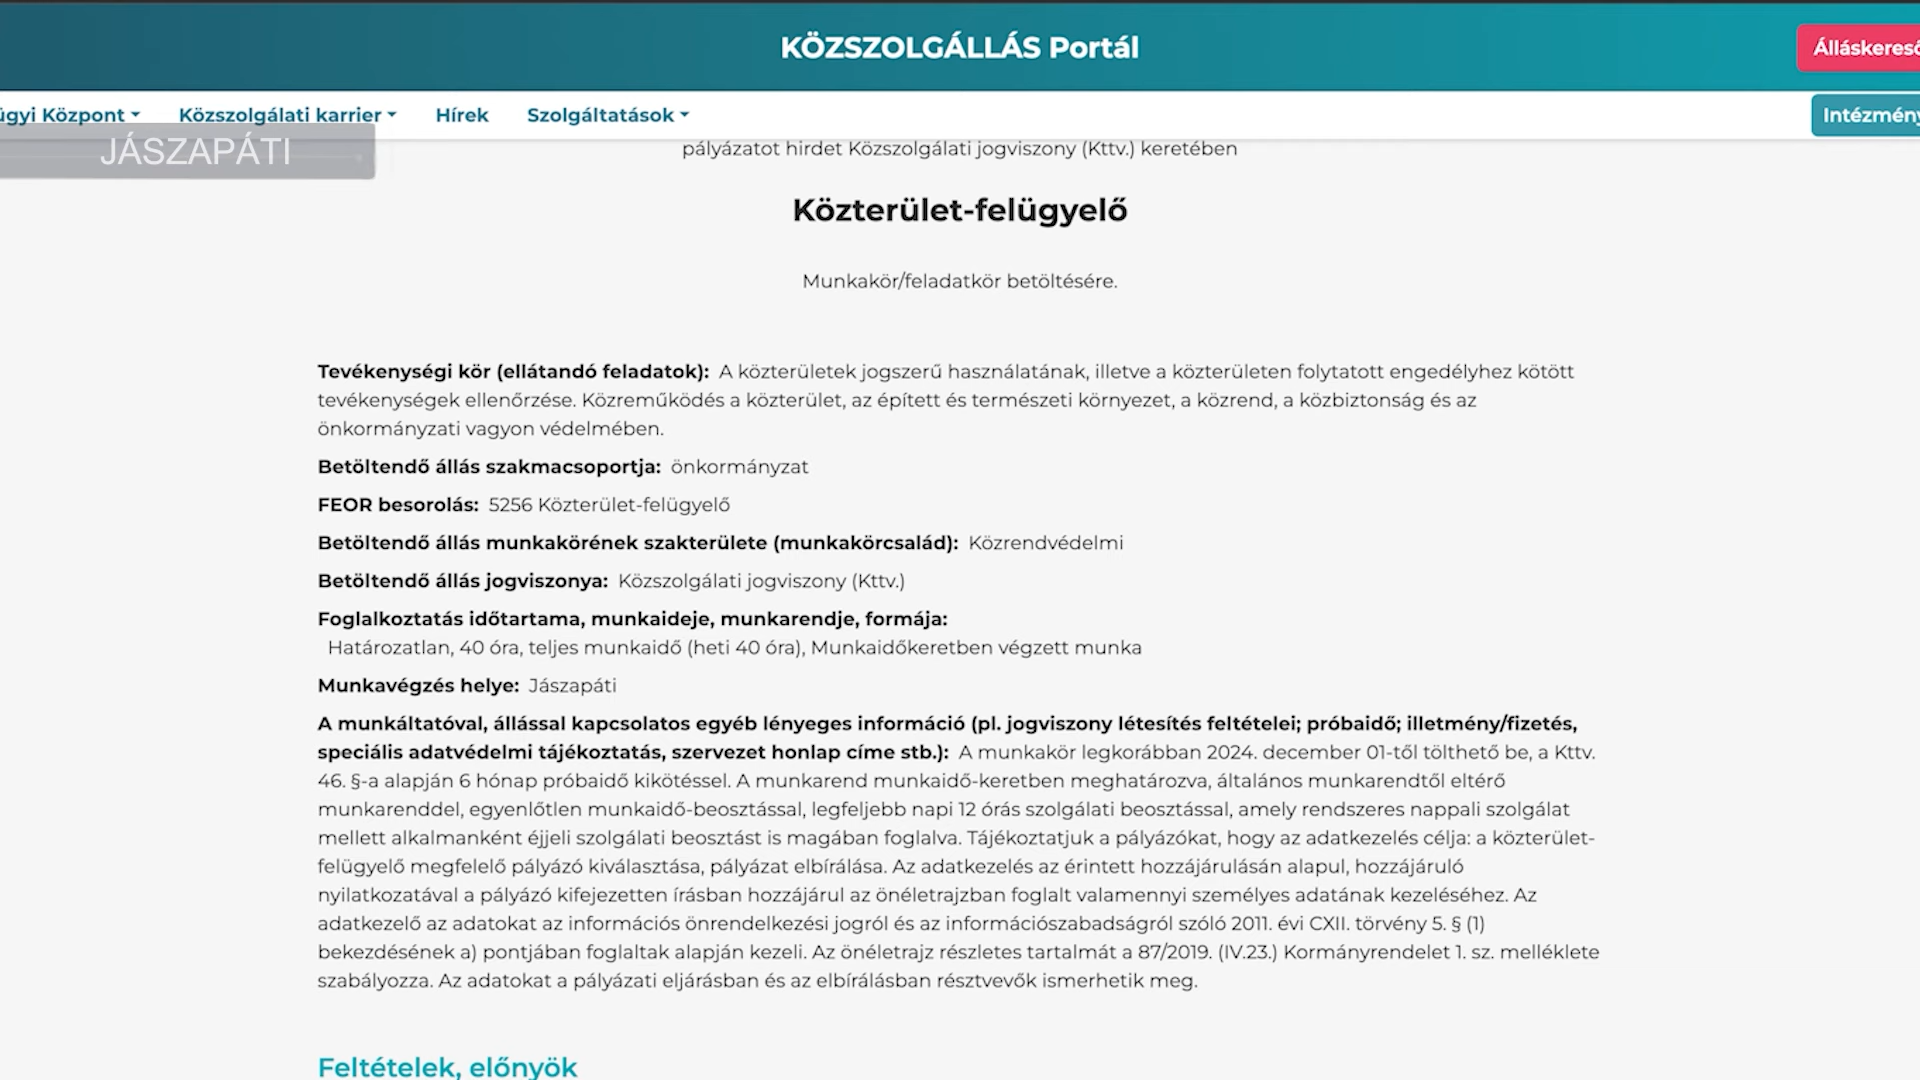 KÖZSZOLGÁLLÁS Portál
Álláskereső
ügyi Központ
Közszolgálati karrier
Hírek
Szolgáltatások
Intézmény
JÁSZAPÁTI
pályázatot hirdet Közszolgálati jogviszony (Kttv.) keretében
Közterület-felügyelő
Munkakör/feladatkör betöltésére.
Tevékenységi kör (ellátandó feladatok): A közterületek jogszerű használatának, illetve a közterületen folytatott engedélyhez kötött
tevékenységek ellenőrzése. Közreműködés a közterület, az épített és természeti környezet, a közrend, a közbiztonság és az
önkormányzati vagyon védelmében.
Betöltendő állás szakmacsoportja: önkormányzat
FEOR besorolás: 5256 Közterület-felügyelő
Betöltendő állás munkakörének szakterülete (munkakörcsalád): Közrendvédelmi
Betöltendő állás jogviszonya: Közszolgálati jogviszony (Kttv.)
Foglalkoztatás időtartama, munkaideje, munkarendje, formája:
Határozatlan, 40 óra, teljes munkaidő (heti 40 óra), Munkaidőkeretben végzett munka
Munkavégzés helye: Jászapáti
A munkáltatóval, állással kapcsolatos egyéb lényeges információ (pl. jogviszony létesítés feltételei; próbaidő; illetmény/fizetés,
speciális adatvédelmi tájékoztatás, szervezet honlap címe stb.): A munkakör legkorábban 2024. december 01-től tölthető be, a Kttv.
46. §-a alapján 6 hónap próbaidő kikötéssel. A munkarend munkaidő-keretben meghatározva, általános munkarendtől eltérő
munkarenddel, egyenlőtlen munkaidő-beosztással, legfeljebb napi 12 órás szolgálati beosztással, amely rendszeres nappali szolgálat
mellett alkalmanként éjjeli szolgálati beosztást is magában foglalva. Tájékoztatjuk a pályázókat, hogy az adatkezelés célja: a közterület-
felügyelő megfelelő pályázó kiválasztása, pályázat elbírálása. Az adatkezelés az érintett hozzájárulásán alapul, hozzájáruló
nyilatkozatával a pályázó kifejezetten írásban hozzájárul az önéletrajzban foglalt valamennyi személyes adatának kezeléséhez. Az
adatkezelő az adatokat az információs önrendelkezési jogról és az információszabadságról szóló 2011. évi CXII. törvény 5. § (1)
bekezdésének a) pontjában foglaltak alapján kezeli. Az önéletrajz részletes tartalmát a 87/2019. (IV.23.) Kormányrendelet 1. sz. melléklete
szabályozza. Az adatokat a pályázati eljárásban és az elbírálásban résztvevők ismerhetik meg.
Feltételek, előnyök